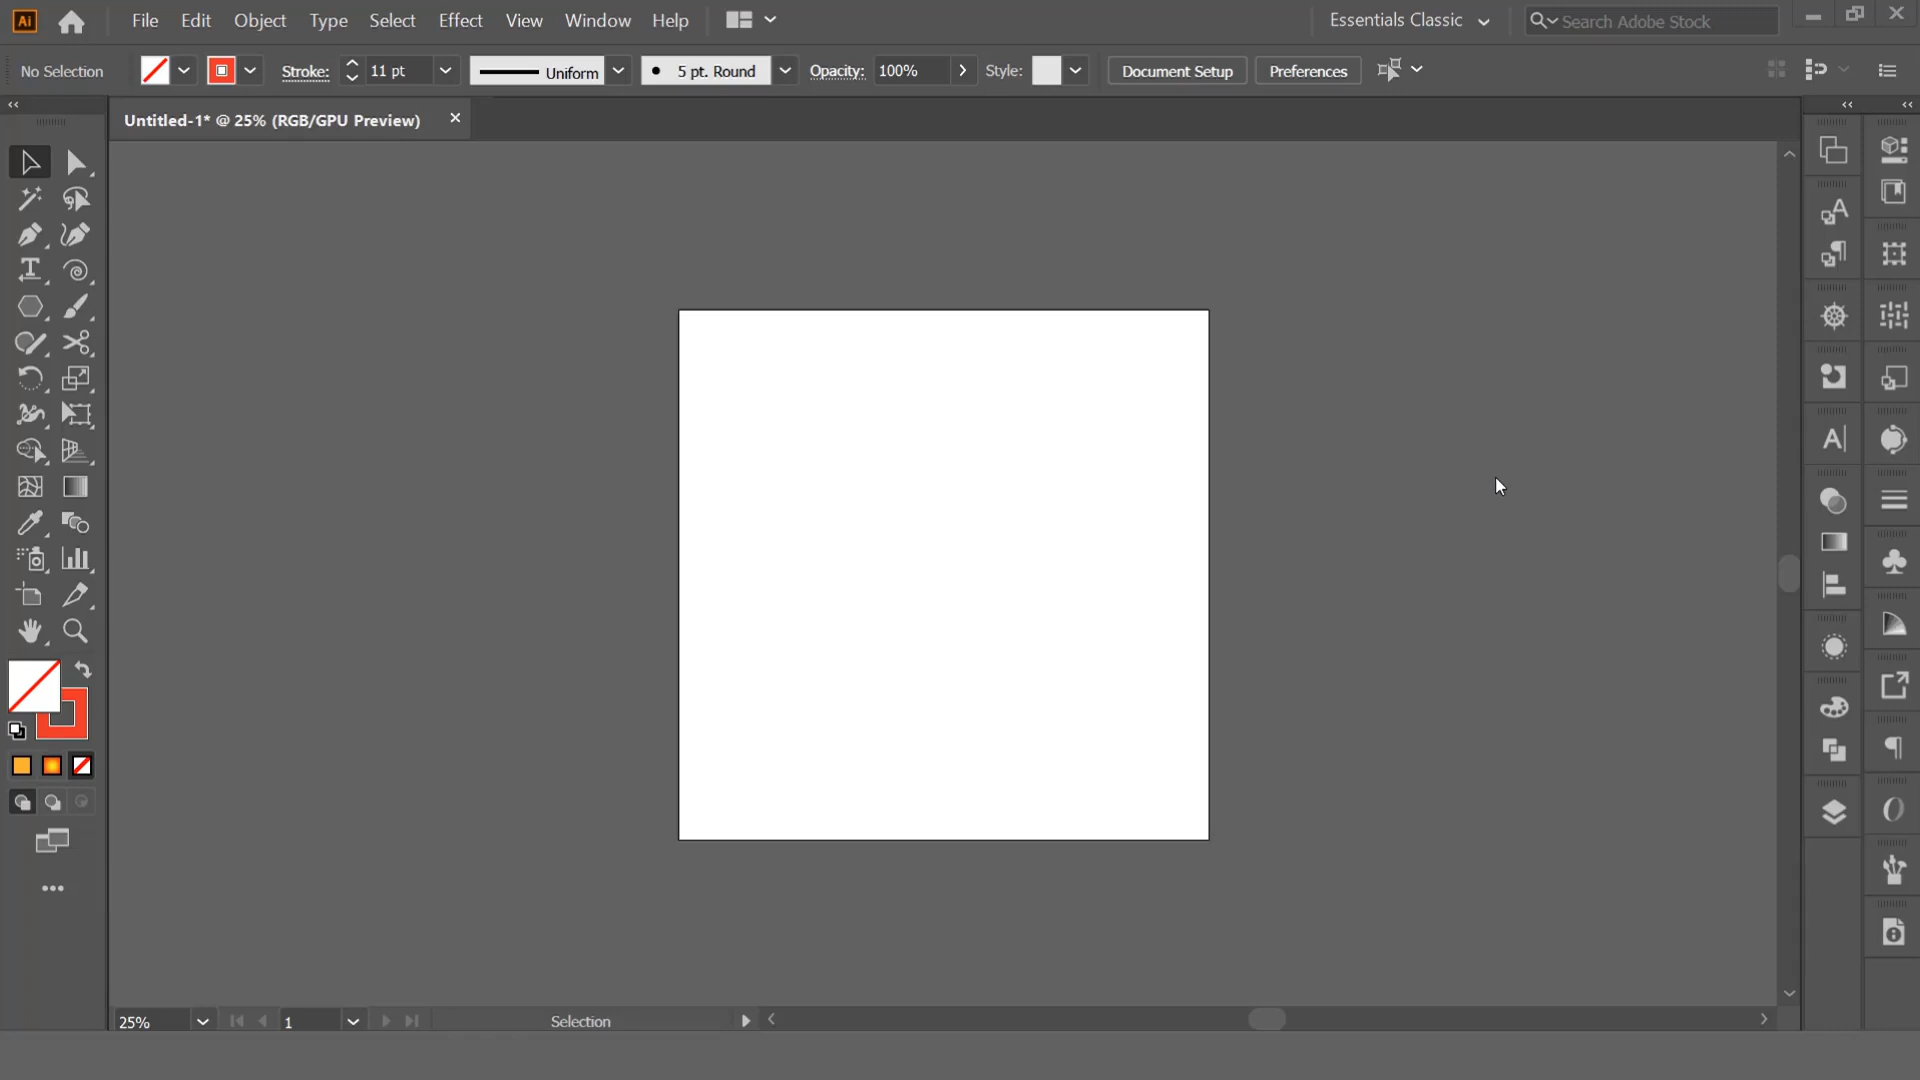 Ai File Edit Object Type Select Effect View Window Help Essentials Classic Search Adobe Stock
No Selection Stroke: 11 pt Uniform 5 pt. Round Opacity: 100% Style: Document Setup Preferences
Untitled-1* @ 25% (RGB/GPU Preview)
25% 1 Selection